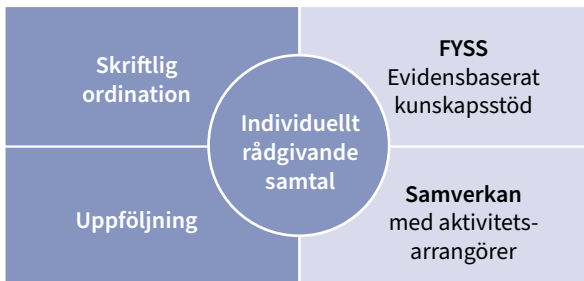 Skriftlig
ordination
FYSS
Evidensbaserat
kunskapsstöd
Individuellt
rådgivande
samtal
Uppföljning
Samverkan
med aktivitets-
arrangörer